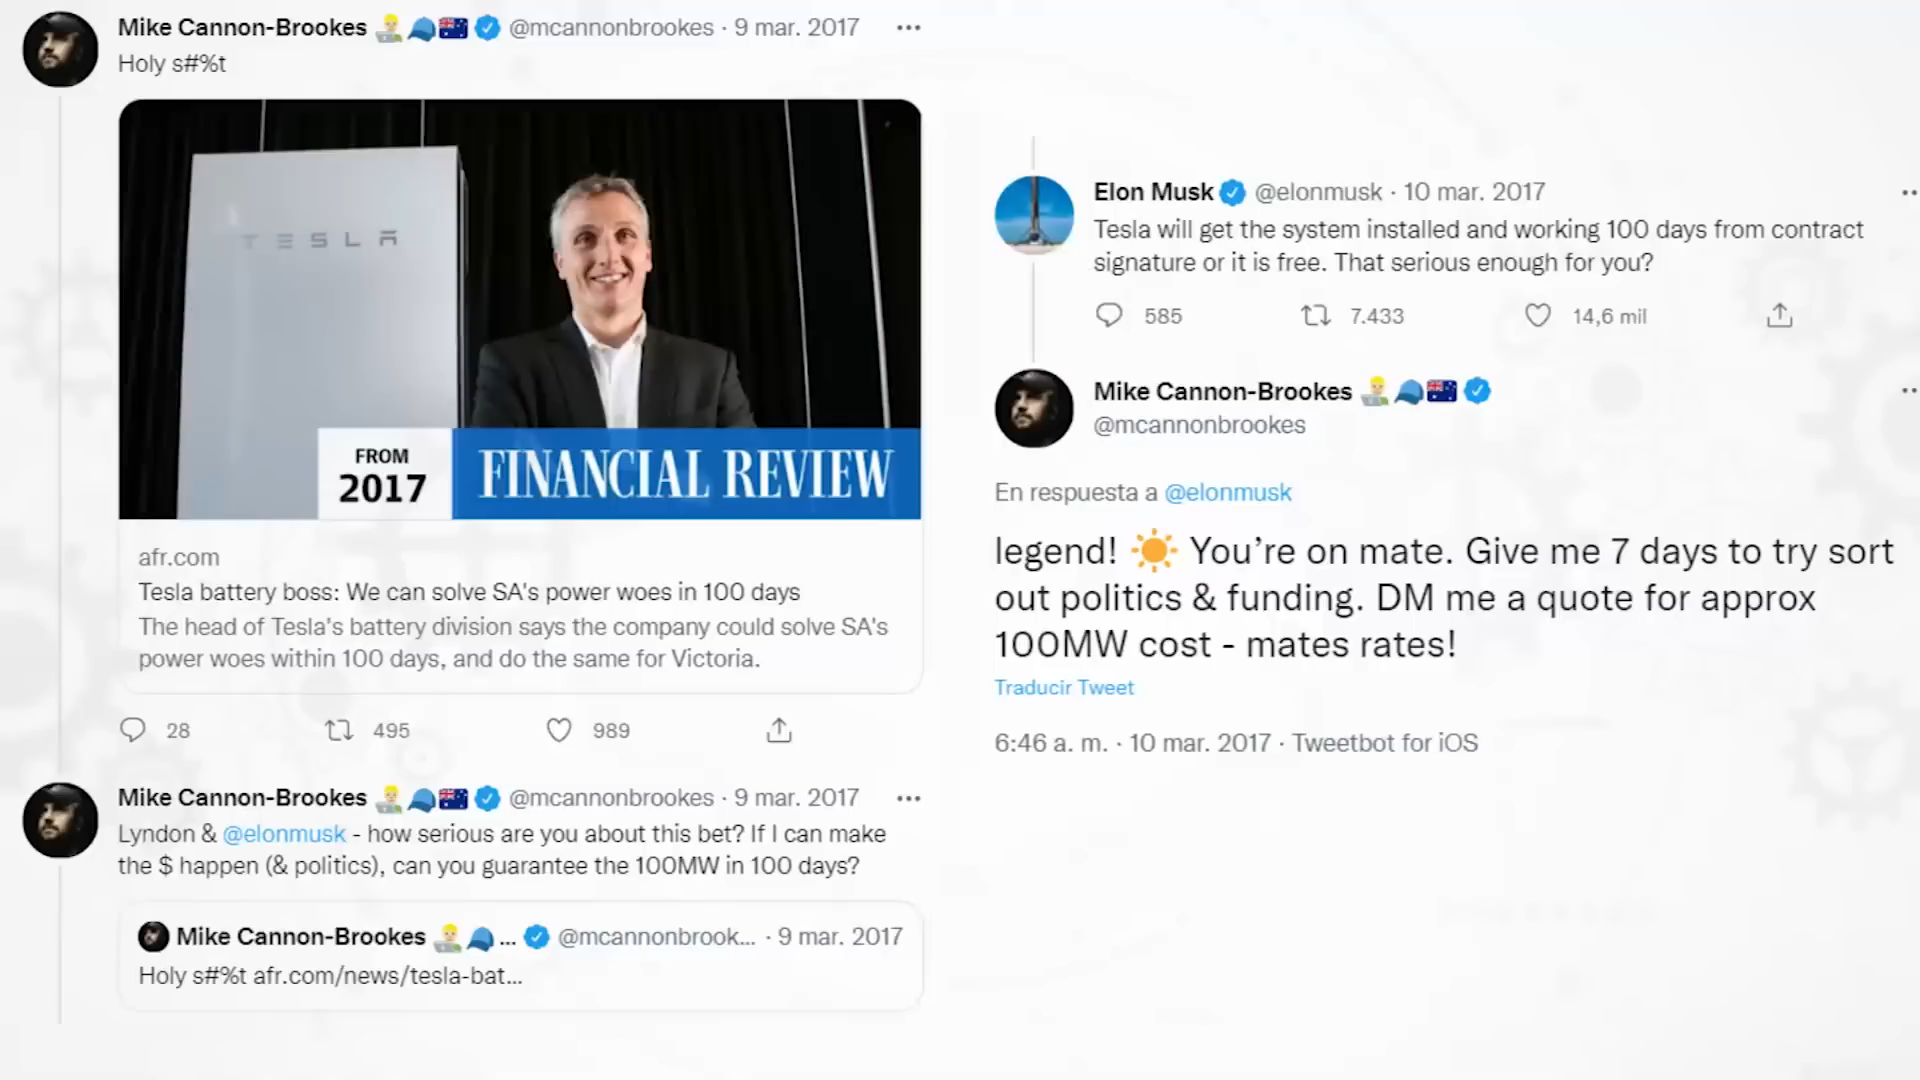 Mike Cannon-Brookes 👨🏼‍💻🧢🇦🇺 @mcannonbrookes · 9 mar. 2017 ···
Holy s#%t
TESLA
FROM
2017
FINANCIAL REVIEW
afr.com
Tesla battery boss: We can solve SA's power woes in 100 days
The head of Tesla's battery division says the company could solve SA's
power woes within 100 days, and do the same for Victoria.
28 495 989
Mike Cannon-Brookes 👨🏼‍💻🧢🇦🇺 @mcannonbrookes · 9 mar. 2017 ···
Lyndon & @elonmusk - how serious are you about this bet? If I can make
the $ happen (& politics), can you guarantee the 100MW in 100 days?
Mike Cannon-Brookes 👨🏼‍💻🧢... @mcannonbrook... · 9 mar. 2017
Holy s#%t afr.com/news/tesla-bat...
Elon Musk @elonmusk · 10 mar. 2017
Tesla will get the system installed and working 100 days from contract
signature or it is free. That serious enough for you?
585 7.433 14,6 mil
Mike Cannon-Brookes 👨🏼‍💻🧢🇦🇺
@mcannonbrookes
En respuesta a @elonmusk
legend! ☀️ You’re on mate. Give me 7 days to try sort
out politics & funding. DM me a quote for approx
100MW cost - mates rates!
Traducir Tweet
6:46 a. m. · 10 mar. 2017 · Tweetbot for iOS